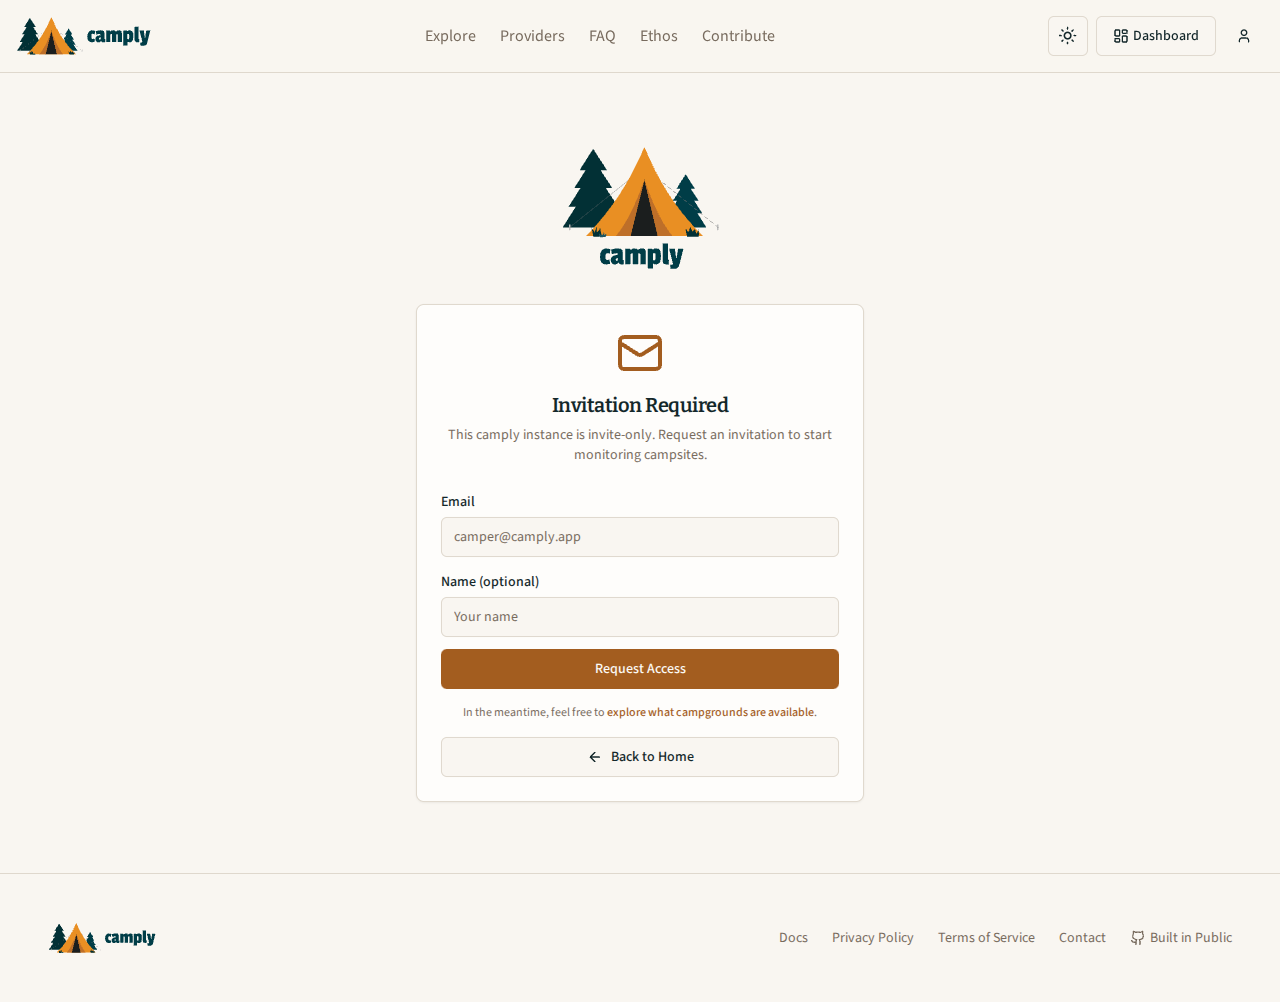 camply
Explore
Providers
FAQ
Ethos
Contribute
Dashboard
camply
Invitation Required
This camply instance is invite-only. Request an invitation to start
monitoring campsites.
Email
camper@camply.app
Name (optional)
Your name
Request Access
In the meantime, feel free to explore what campgrounds are available.
Back to Home
camply
Docs
Privacy Policy
Terms of Service
Contact
Built in Public